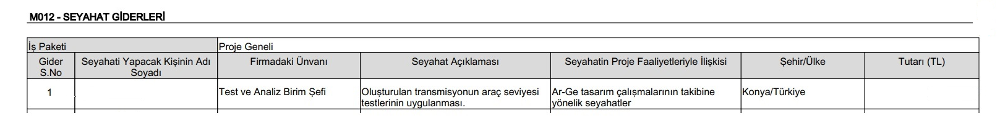 M012 - SEYAHAT GİDERLERİ
İş Paketi Proje Geneli
Gider S.No Seyahati Yapacak Kişinin Adı Soyadı Firmadaki Ünvanı Seyahat Açıklaması Seyahatin Proje Faaliyetleriyle İlişkisi Şehir/Ülke Tutarı (TL)
1 Test ve Analiz Birim Şefi Oluşturulan transmisyonun araç seviyesi testlerinin uygulanması. Ar-Ge tasarım çalışmalarının takibine yönelik seyahatler Konya/Türkiye